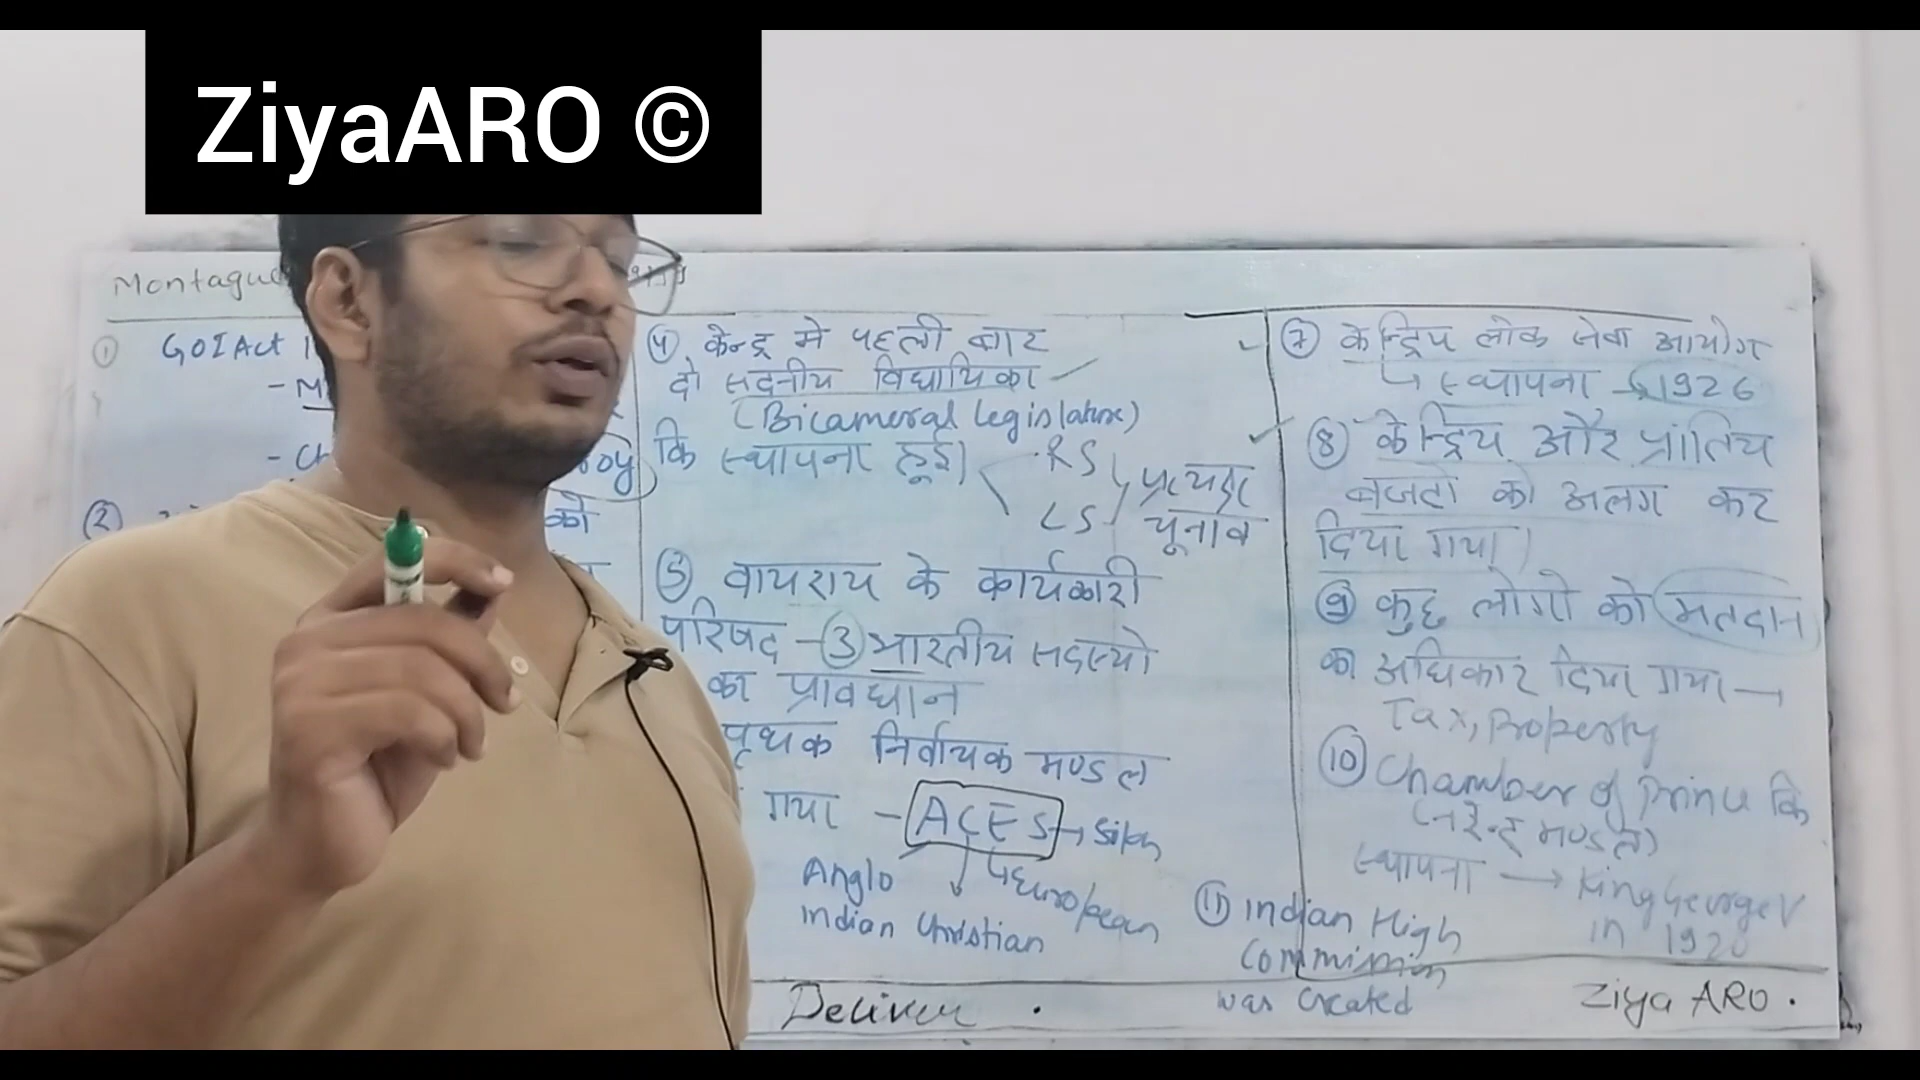 ZiyaARO ©
Montague
① GOI Act
② को
④ केन्द्र मे पहली बार
दो सदनीय विधायिका
(Bicameral legislature)
कि स्थापना हुई।
RS
LS
प्रत्यक्ष
चूनाव
⑤ वायराय के कार्यकारी
परिषद - ③ भारतीय सदस्यो
का प्रावधान
पृथक निर्वाचक मण्डल
गया - ACES → Sikh
Anglo
indian Christian
European
⑦ केन्द्रिय लोक सेवा आयोग
↳ स्थापना - 1926
⑧ केन्द्रिय और प्रांतिय
बजटो को अलग कर
दिया गया।
⑨ कुछ लोगो को मतदान
का अधिकार दिया गया →
Tax, Property
⑩ Chamber of Prince कि
(नरेन्द्र मण्डल)
स्थापना → King George V
in 1920
⑪ indian High
Commission
was created
Deliver .
Ziya ARO .